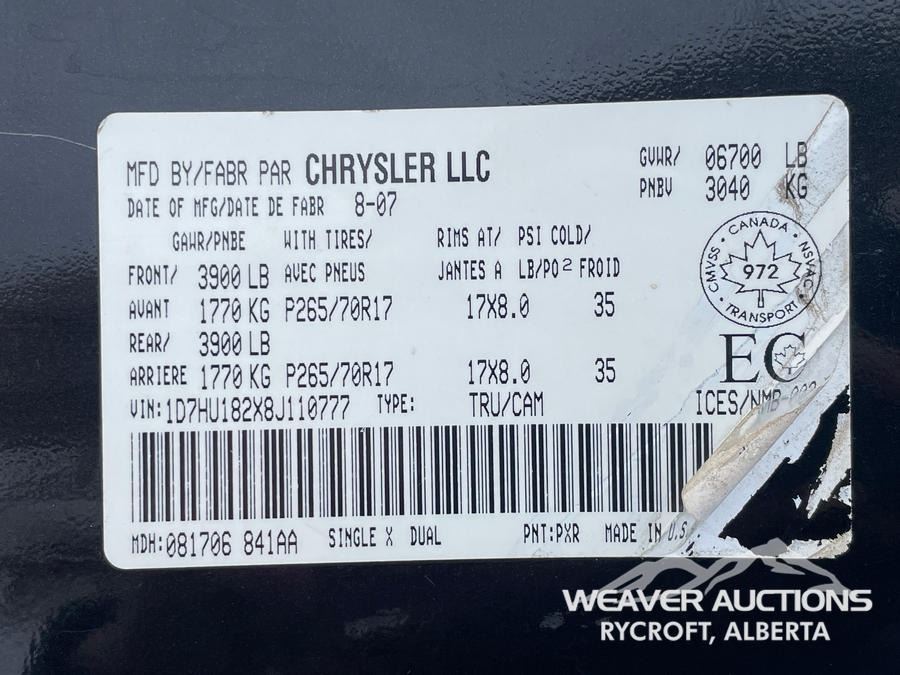 MFD BY/FABR PAR CHRYSLER LLC
GVWR/ 06700 LB
PNBV 3040 KG
DATE OF MFG/DATE DE FABR 8-07
GAWR/PNBE WITH TIRES/ RIMS AT/ PSI COLD/
FRONT/ 3900 LB AVEC PNEUS JANTES A LB/PO2 FROID
AVANT 1770 KG P265/70R17 17X8.0 35
REAR/ 3900 LB
ARRIERE 1770 KG P265/70R17 17X8.0 35
CANADA
CMVSS · NSVAC
972
TRANSPORT
EC
VIN:1D7HU182X8J110777 TYPE: TRU/CAM ICES/NMB-002
MDH:081706 841AA SINGLE X DUAL PNT:PXR MADE IN U.S
WEAVER AUCTIONS
RYCROFT, ALBERTA